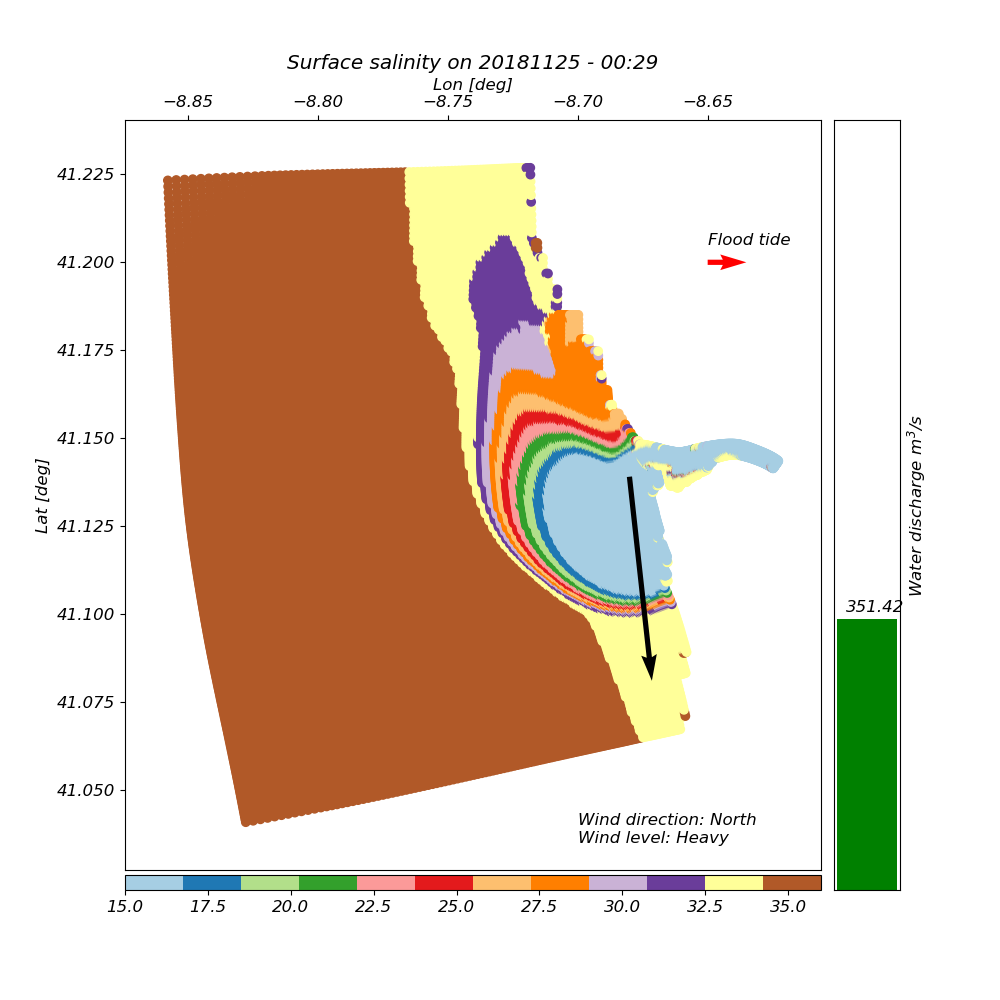 Surface salinity on 20181125 - 00:29
Lon [deg]
−8.85 −8.80 −8.75 −8.70 −8.65
41.225
41.200
41.175
41.150
41.125
41.100
41.075
41.050
Lat [deg]
Flood tide
Wind direction: North
Wind level: Heavy
351.42
Water discharge m³/s
15.0 17.5 20.0 22.5 25.0 27.5 30.0 32.5 35.0